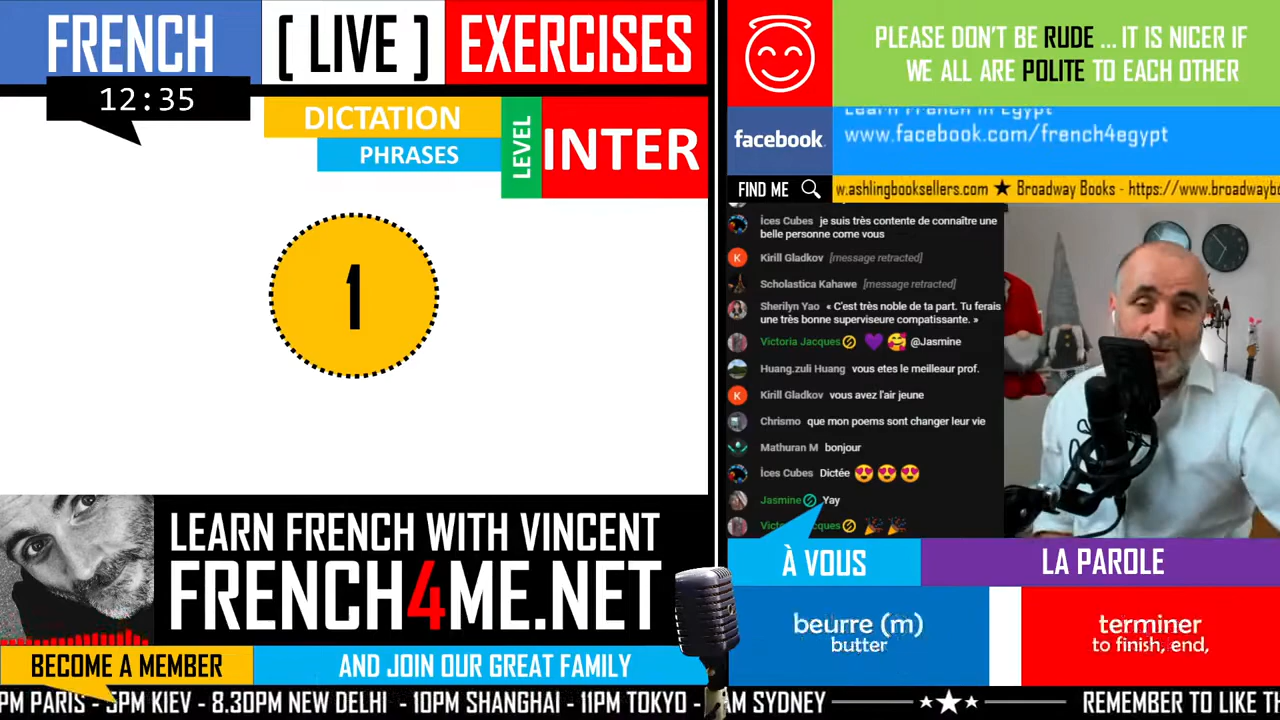 FRENCH
[ LIVE ]
EXERCISES
12:35
DICTATION
PHRASES
LEVEL
INTER
1
LEARN FRENCH WITH VINCENT
FRENCH4ME.NET
BECOME A MEMBER
AND JOIN OUR GREAT FAMILY
PLEASE DON'T BE RUDE ... IT IS NICER IF
WE ALL ARE POLITE TO EACH OTHER
facebook
Learn French in Egypt
www.facebook.com/french4egypt
FIND ME
w.ashlingbooksellers.com ★ Broadway Books - https://www.broadwaybo
İces Cubes je suis très contente de connaître une
belle personne come vous
Kirill Gladkov [message retracted]
Scholastica Kahawe [message retracted]
Sherilyn Yao « C'est très noble de ta part. Tu ferais
une très bonne superviseure compatissante. »
Victoria Jacques @Jasmine
Huang.zuli Huang vous etes le meilleaur prof.
Kirill Gladkov vous avez l'air jeune
Chrismo que mon poems sont changer leur vie
Mathuran M bonjour
İces Cubes Dictée
Jasmine Yay
À VOUS
LA PAROLE
beurre (m)
butter
terminer
to finish, end,
PM PARIS - 5PM KIEV - 8.30PM NEW DELHI - 10PM SHANGHAI - 11PM TOKYO - AM SYDNEY ★ REMEMBER TO LIKE TH